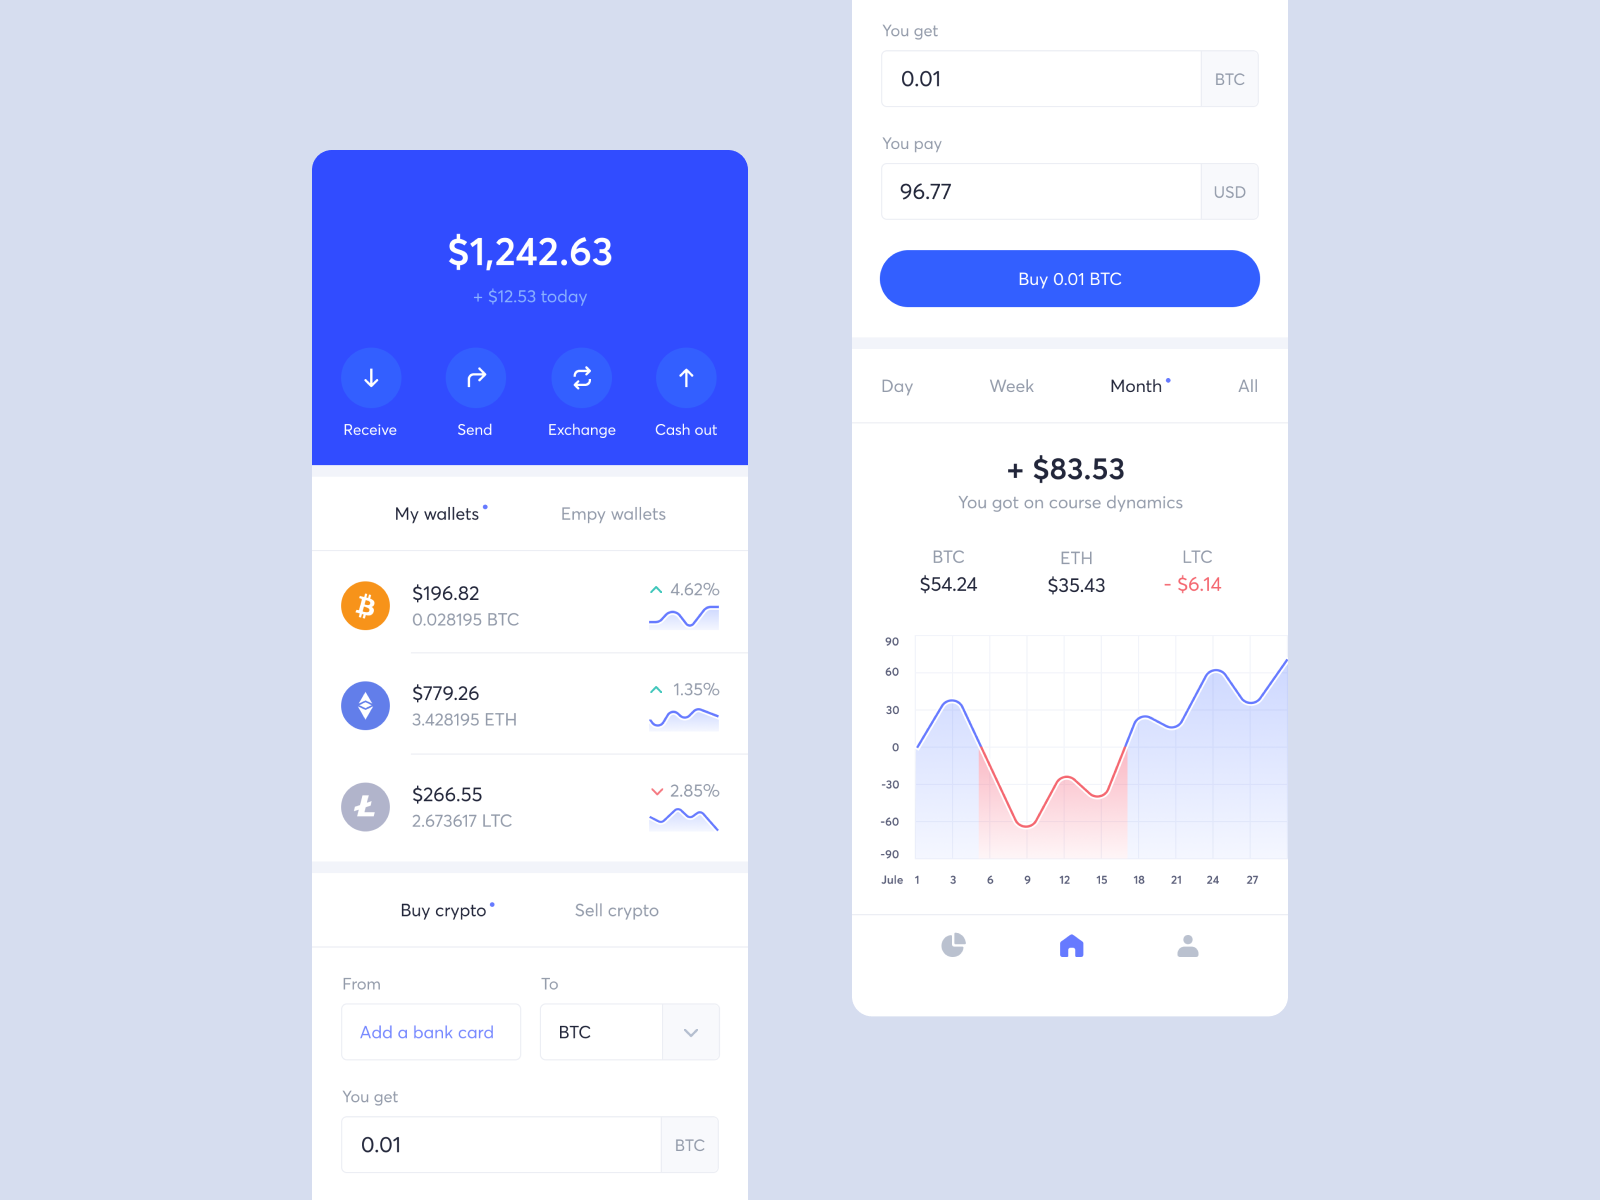 $1,242.63
+ $12.53 today
Receive Send Exchange Cash out
My wallets Empy wallets
$196.82 4.62%
0.028195 BTC
$779.26 1.35%
3.428195 ETH
$266.55 2.85%
2.673617 LTC
Buy crypto Sell crypto
From To
Add a bank card BTC
You get
0.01 BTC
You get
0.01 BTC
You pay
96.77 USD
Buy 0.01 BTC
Day Week Month All
+ $83.53
You got on course dynamics
BTC ETH LTC
$54.24 $35.43 - $6.14
90
60
30
0
-30
-60
-90
Jule 1 3 6 9 12 15 18 21 24 27